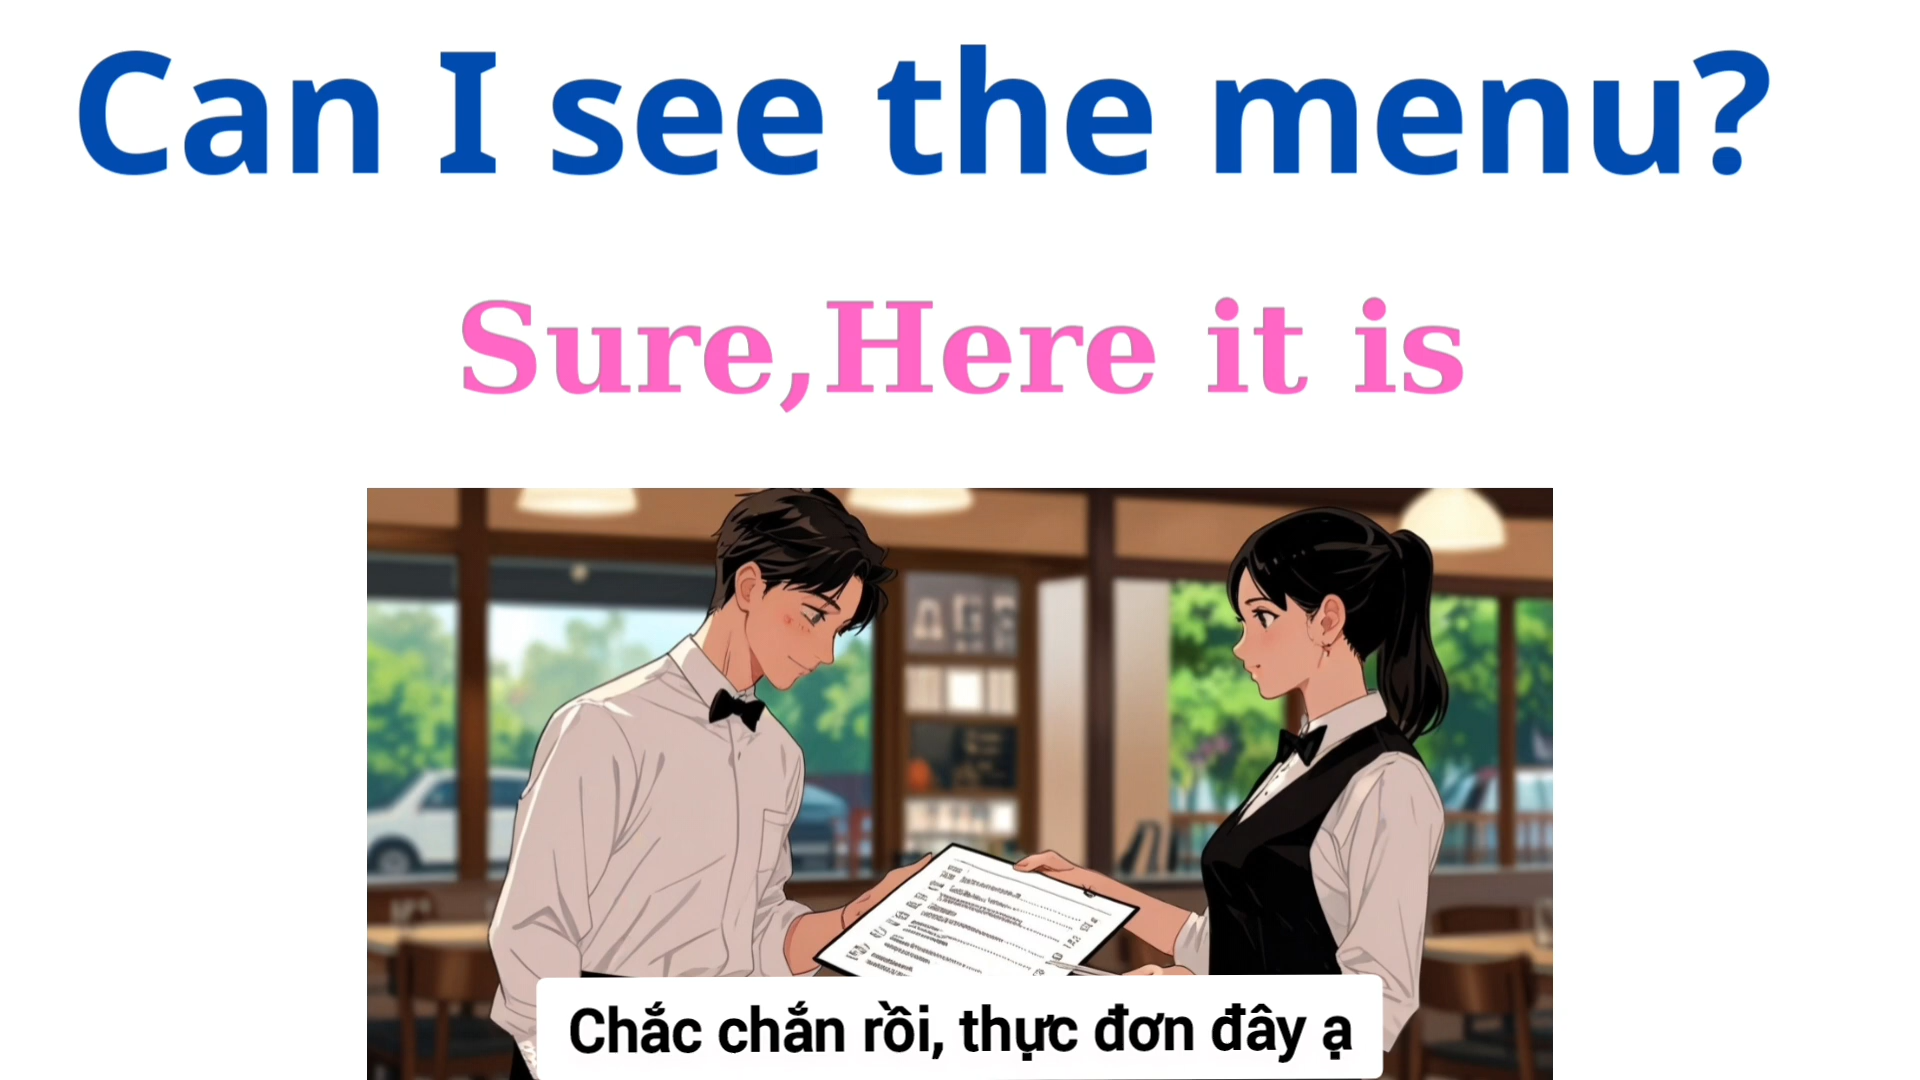 Can I see the menu?
Sure,Here it is
Chắc chắn rồi, thực đơn đây ạ